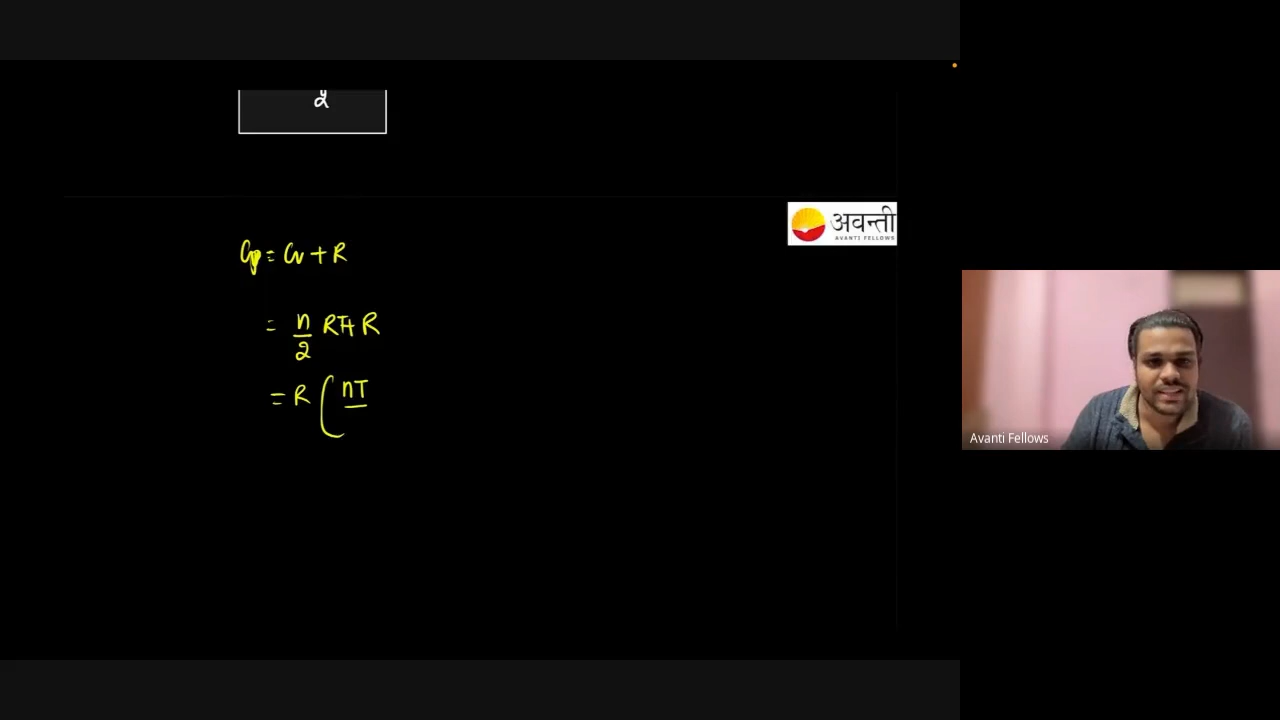 2
अवन्ती
AVANTI FELLOWS
Cp = Cv + R
= n/2 RT + R
= R ( nT
Avanti Fellows